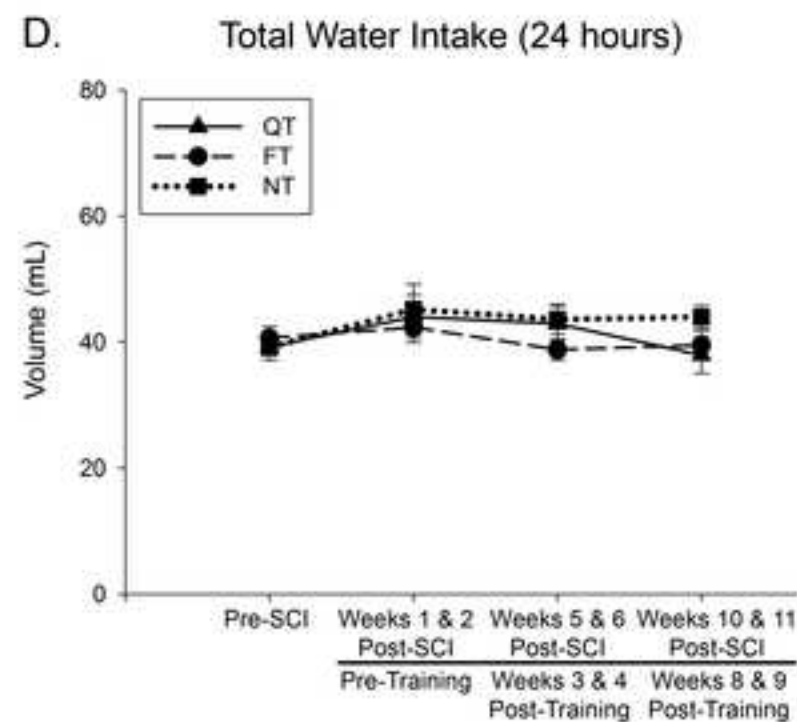 D. Total Water Intake (24 hours)
80
QT
FT
NT
60
40
20
0
Volume (mL)
Pre-SCI Weeks 1 & 2 Weeks 5 & 6 Weeks 10 & 11
Post-SCI Post-SCI Post-SCI
Pre-Training Weeks 3 & 4 Weeks 8 & 9
Post-Training Post-Training